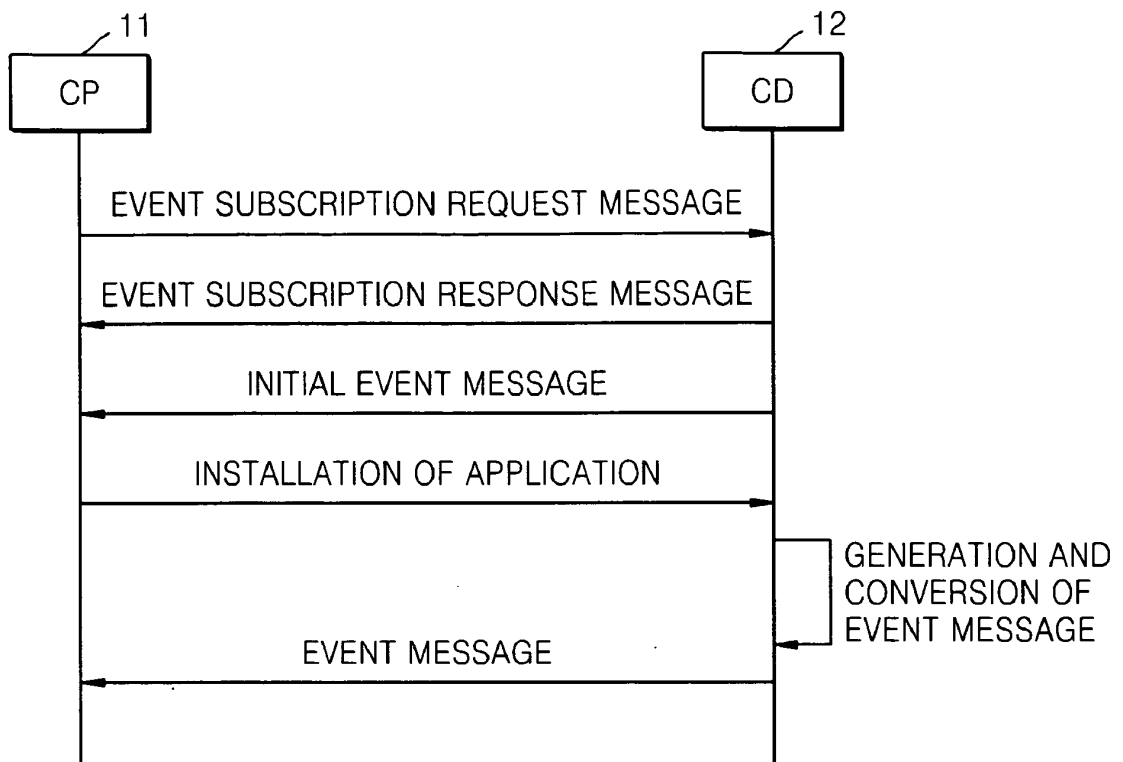 11
12
CP
CD
EVENT SUBSCRIPTION REQUEST MESSAGE
EVENT SUBSCRIPTION RESPONSE MESSAGE
INITIAL EVENT MESSAGE
INSTALLATION OF APPLICATION
GENERATION AND
CONVERSION OF
EVENT MESSAGE
EVENT MESSAGE